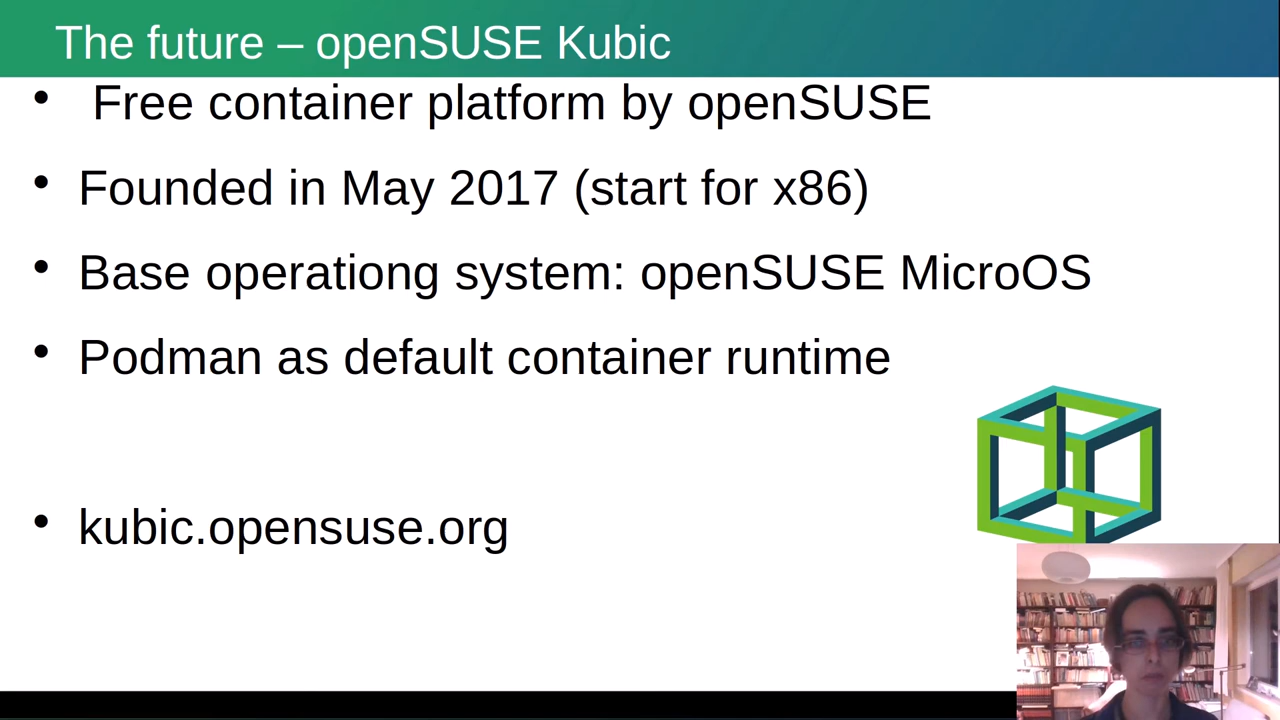 The future – openSUSE Kubic
• Free container platform by openSUSE
• Founded in May 2017 (start for x86)
• Base operationg system: openSUSE MicroOS
• Podman as default container runtime
• kubic.opensuse.org